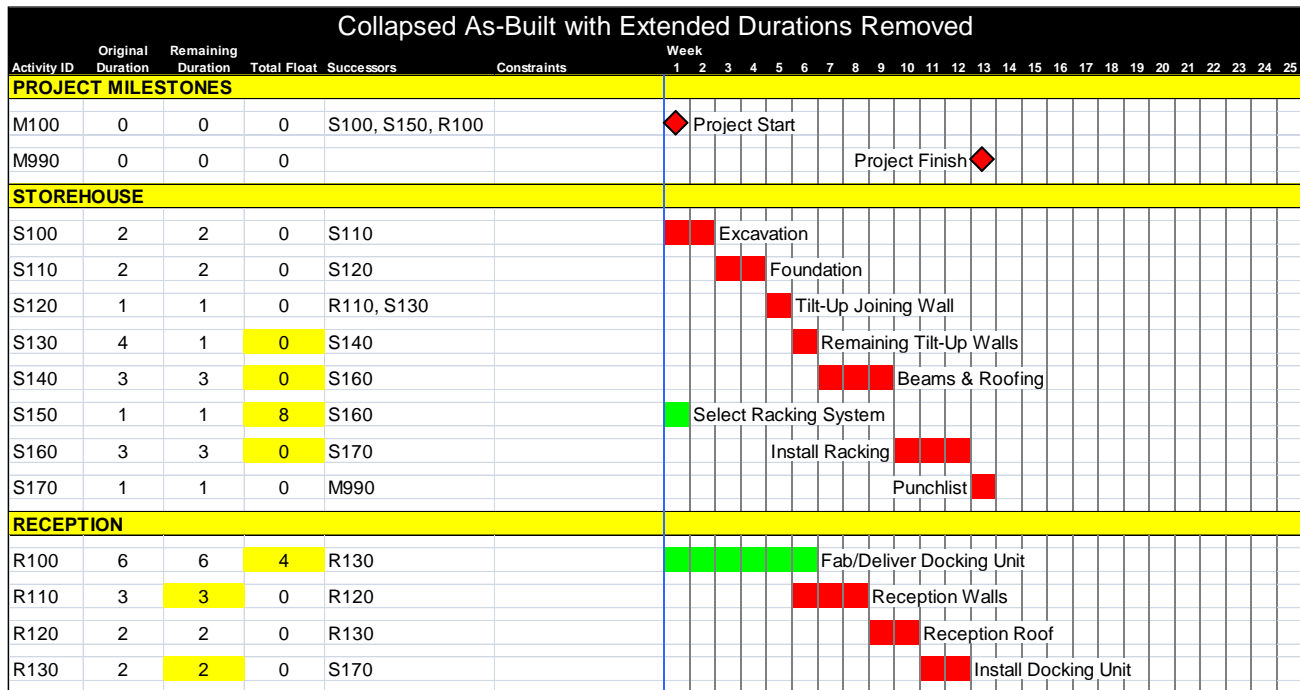 Collapsed As-Built with Extended Durations Removed
Original Remaining Week
Activity ID Duration Duration Total Float Successors Constraints 1 2 3 4 5 6 7 8 9 10 11 12 13 14 15 16 17 18 19 20 21 22 23 24 25
PROJECT MILESTONES
M100 0 0 0 S100, S150, R100 Project Start
M990 0 0 0 Project Finish
STOREHOUSE
S100 2 2 0 S110 Excavation
S110 2 2 0 S120 Foundation
S120 1 1 0 R110, S130 Tilt-Up Joining Wall
S130 4 1 0 S140 Remaining Tilt-Up Walls
S140 3 3 0 S160 Beams & Roofing
S150 1 1 8 S160 Select Racking System
S160 3 3 0 S170 Install Racking
S170 1 1 0 M990 Punchlist
RECEPTION
R100 6 6 4 R130 Fab/Deliver Docking Unit
R110 3 3 0 R120 Reception Walls
R120 2 2 0 R130 Reception Roof
R130 2 2 0 S170 Install Docking Unit